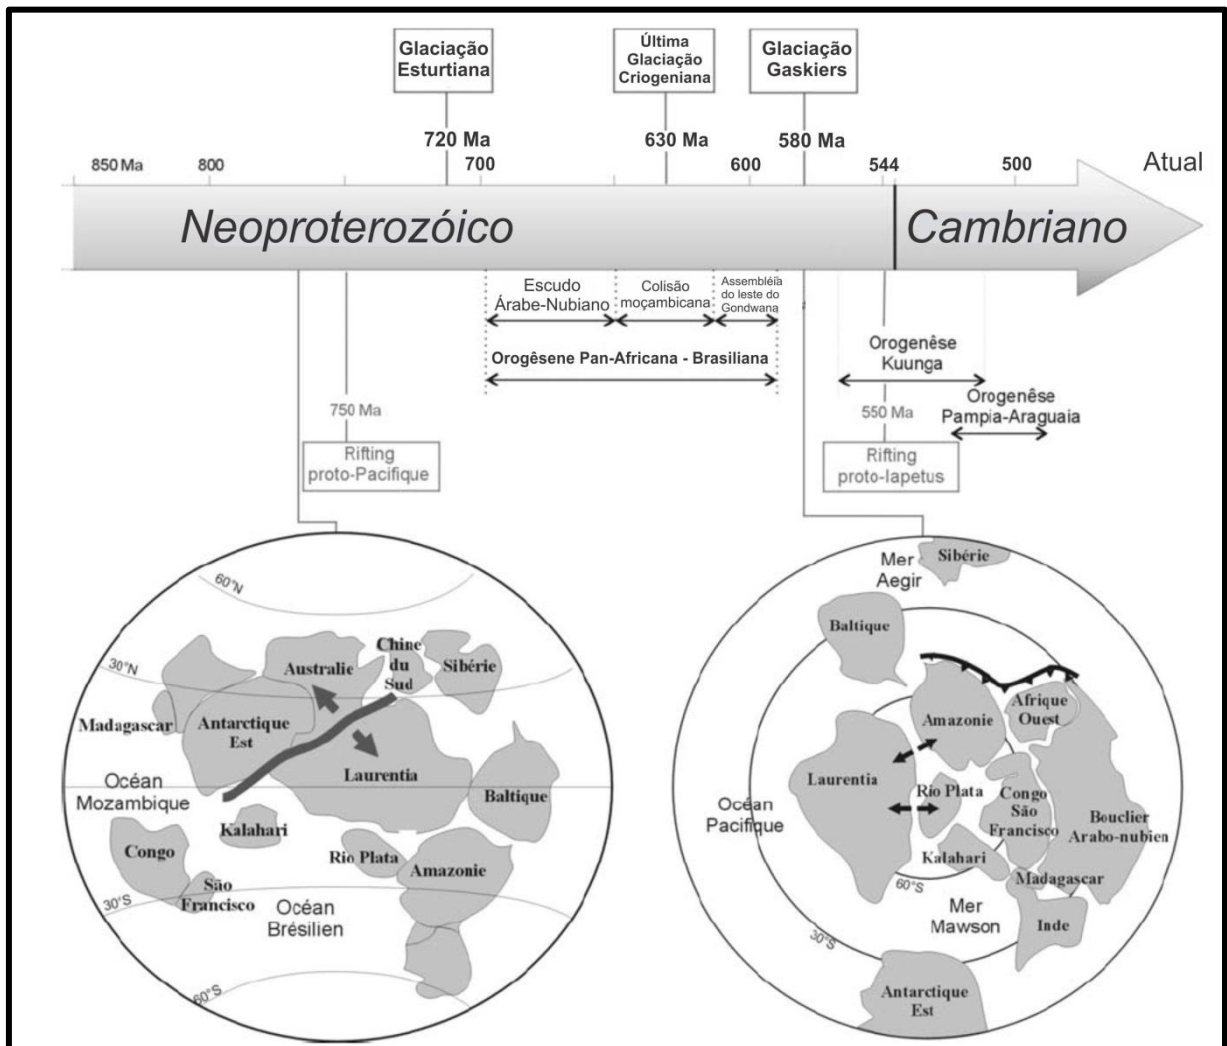 Glaciação
Esturtiana
Última
Glaciação
Criogeniana
Glaciação
Gaskiers
720 Ma
630 Ma
580 Ma
850 Ma
800
700
600
544
500
Atual
Neoproterozóico
Cambriano
Escudo
Árabe-Nubiano
Colisão
moçambicana
Assembléia
do leste do
Gondwana
Orogêsene Pan-Africana - Brasiliana
Orogenêse
Kuunga
Orogenêse
Pampia-Araguaia
750 Ma
550 Ma
Rifting
proto-Pacifique
Rifting
proto-Iapetus
60°N
30°N
Australie
Chine
du
Sud
Sibérie
Madagascar
Antarctique
Est
Laurentia
Océan
Mozambique
Baltique
Kalahari
Congo
Rio Plata
Amazonie
São
Francisco
30°S
Océan
Brésilien
60°S
Mer
Aegir
Sibérie
Baltique
Amazonie
Afrique
Ouest
Laurentia
Rio Plata
Congo
São
Francisco
Océan
Pacifique
Bouclier
Arabo-nubien
Kalahari
60°S
Madagascar
Mer
Mawson
Inde
30°S
Antarctique
Est